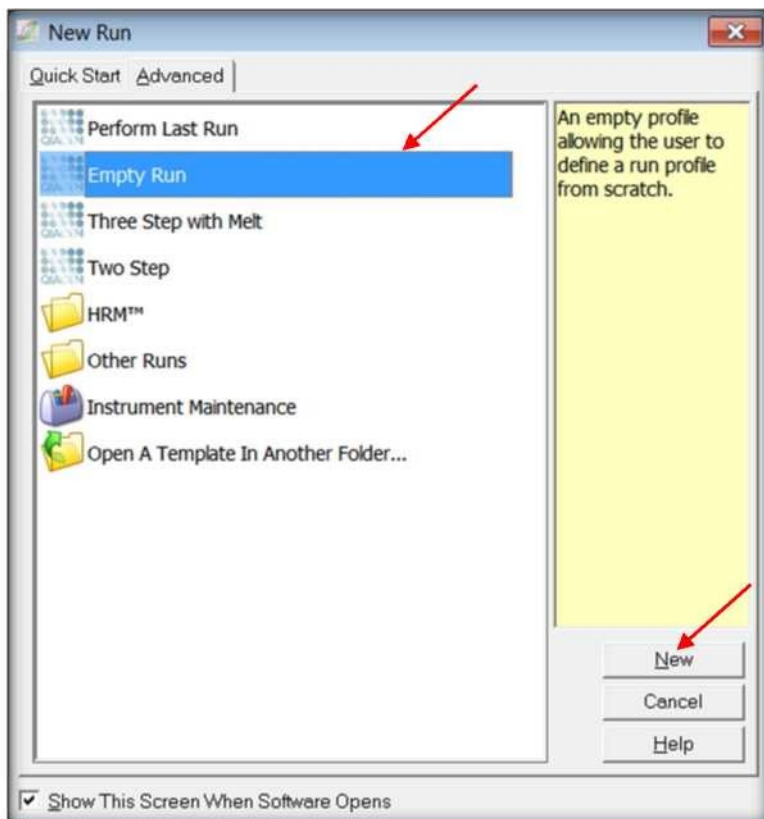 New Run
Quick Start Advanced
Perform Last Run
Empty Run
Three Step with Melt
Two Step
HRM™
Other Runs
Instrument Maintenance
Open A Template In Another Folder...
An empty profile
allowing the user to
define a run profile
from scratch.
New
Cancel
Help
Show This Screen When Software Opens